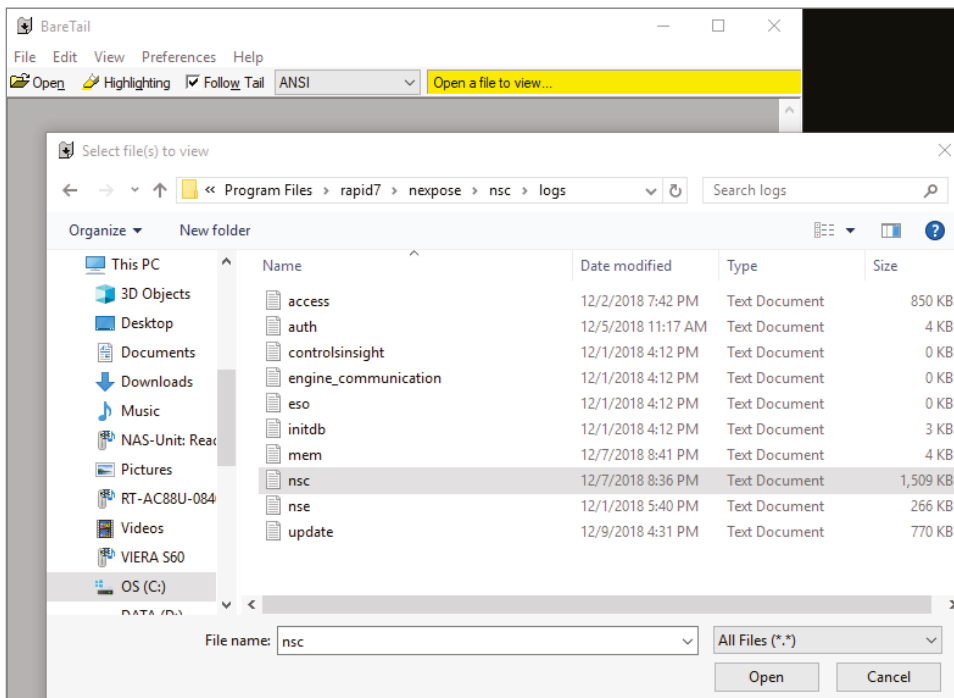 BareTail
File Edit View Preferences Help
Open Highlighting Follow Tail ANSI Open a file to view...
Select file(s) to view
« Program Files › rapid7 › nexpose › nsc › logs Search logs
Organize New folder
This PC
3D Objects
Desktop
Documents
Downloads
Music
NAS-Unit: Reac
Pictures
RT-AC88U-084
Videos
VIERA S60
OS (C:)
DATA (D:)
Name Date modified Type Size
access 12/2/2018 7:42 PM Text Document 850 KB
auth 12/5/2018 11:17 AM Text Document 4 KB
controlsinsight 12/1/2018 4:12 PM Text Document 0 KB
engine_communication 12/1/2018 4:12 PM Text Document 0 KB
eso 12/1/2018 4:12 PM Text Document 0 KB
initdb 12/1/2018 4:12 PM Text Document 3 KB
mem 12/7/2018 8:41 PM Text Document 4 KB
nsc 12/7/2018 8:36 PM Text Document 1,509 KB
nse 12/1/2018 5:40 PM Text Document 266 KB
update 12/9/2018 4:31 PM Text Document 770 KB
File name: nsc All Files (*.*)
Open Cancel